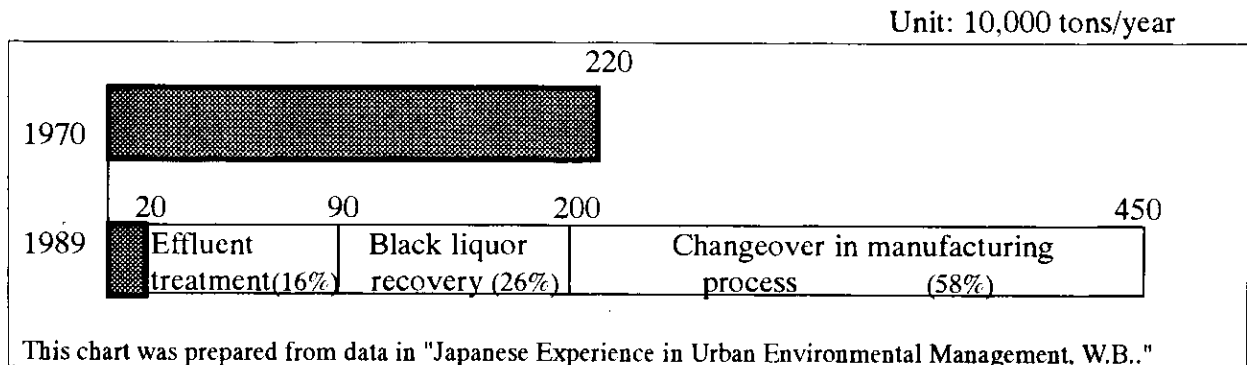 Unit: 10,000 tons/year
220
1970
20 90 200 450
1989 Effluent treatment(16%) Black liquor recovery (26%) Changeover in manufacturing process (58%)
This chart was prepared from data in "Japanese Experience in Urban Environmental Management, W.B.."